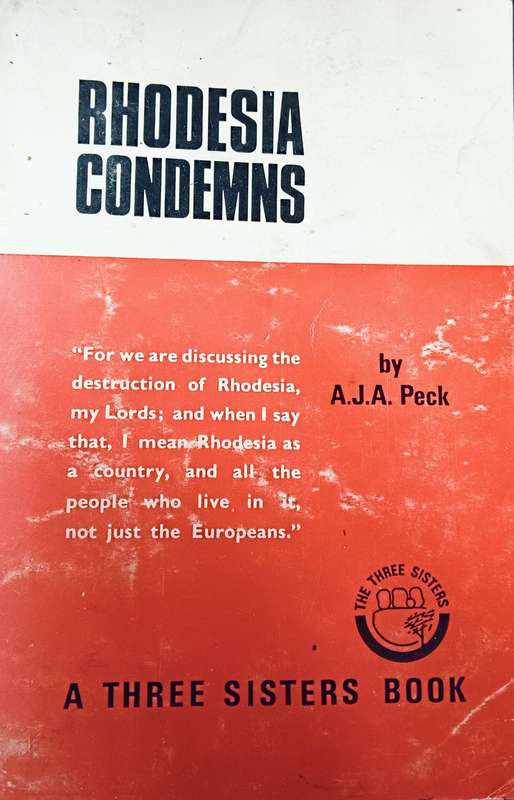 RHODESIA
CONDEMNS
"For we are discussing the
destruction of Rhodesia,
my Lords; and when I say
that, I mean Rhodesia as
a country, and all the
people who live in it,
not just the Europeans."
by
A.J.A. Peck
THE THREE SISTERS
A THREE SISTERS BOOK